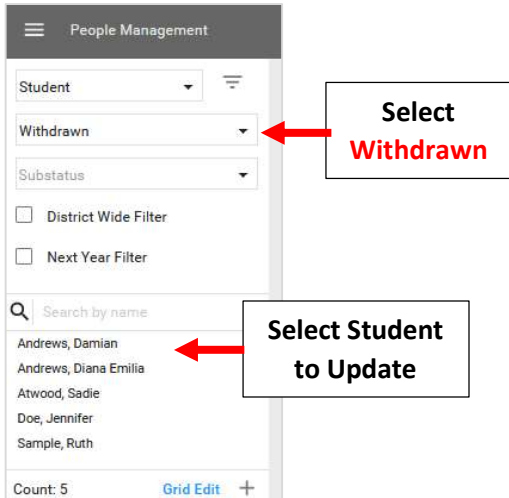 People Management
Student
Withdrawn
Substatus
District Wide Filter
Next Year Filter
Search by name
Andrews, Damian
Andrews, Diana Emilia
Atwood, Sadie
Doe, Jennifer
Sample, Ruth
Count: 5 Grid Edit +
Select
Withdrawn
Select Student
to Update